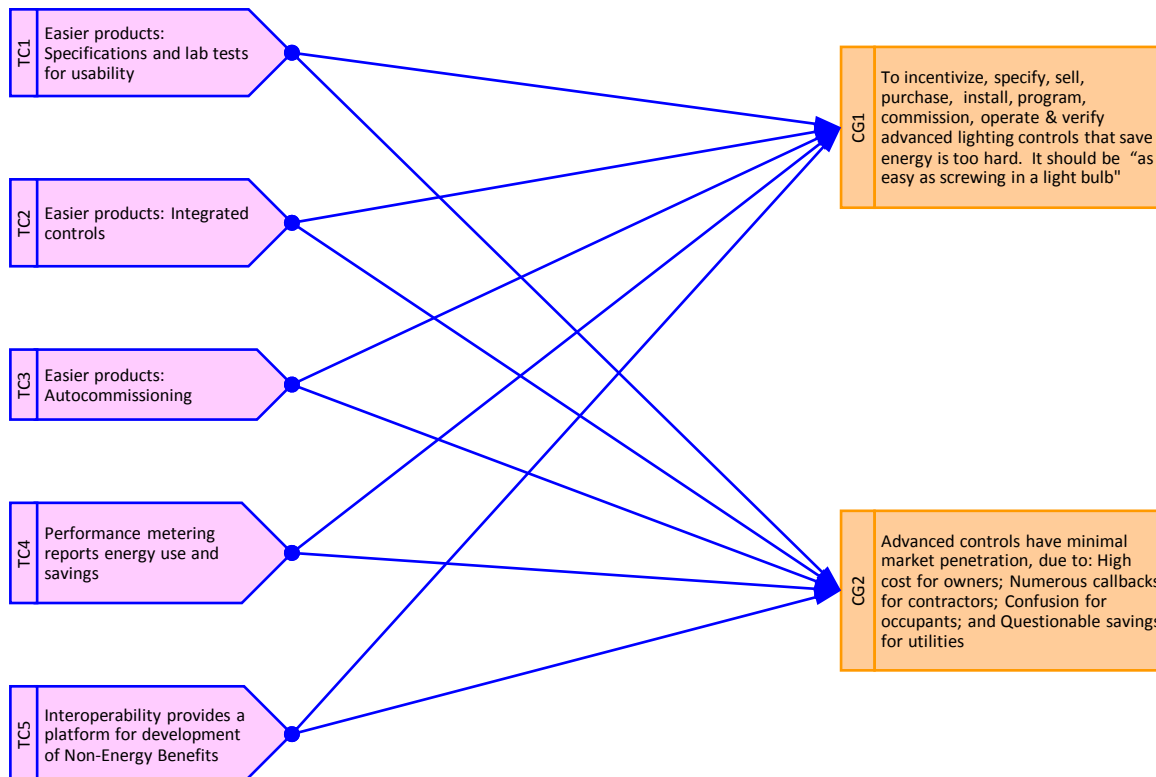 TC1
Easier products:
Specifications and lab tests
for usability
TC2
Easier products: Integrated
controls
TC3
Easier products:
Autocommissioning
TC4
Performance metering
reports energy use and
savings
TC5
Interoperability provides a
platform for development
of Non-Energy Benefits
CG1
To incentivize, specify, sell,
purchase, install, program,
commission, operate & verify
advanced lighting controls that save
energy is too hard. It should be “as
easy as screwing in a light bulb"
CG2
Advanced controls have minimal
market penetration, due to: High
cost for owners; Numerous callbacks
for contractors; Confusion for
occupants; and Questionable savings
for utilities